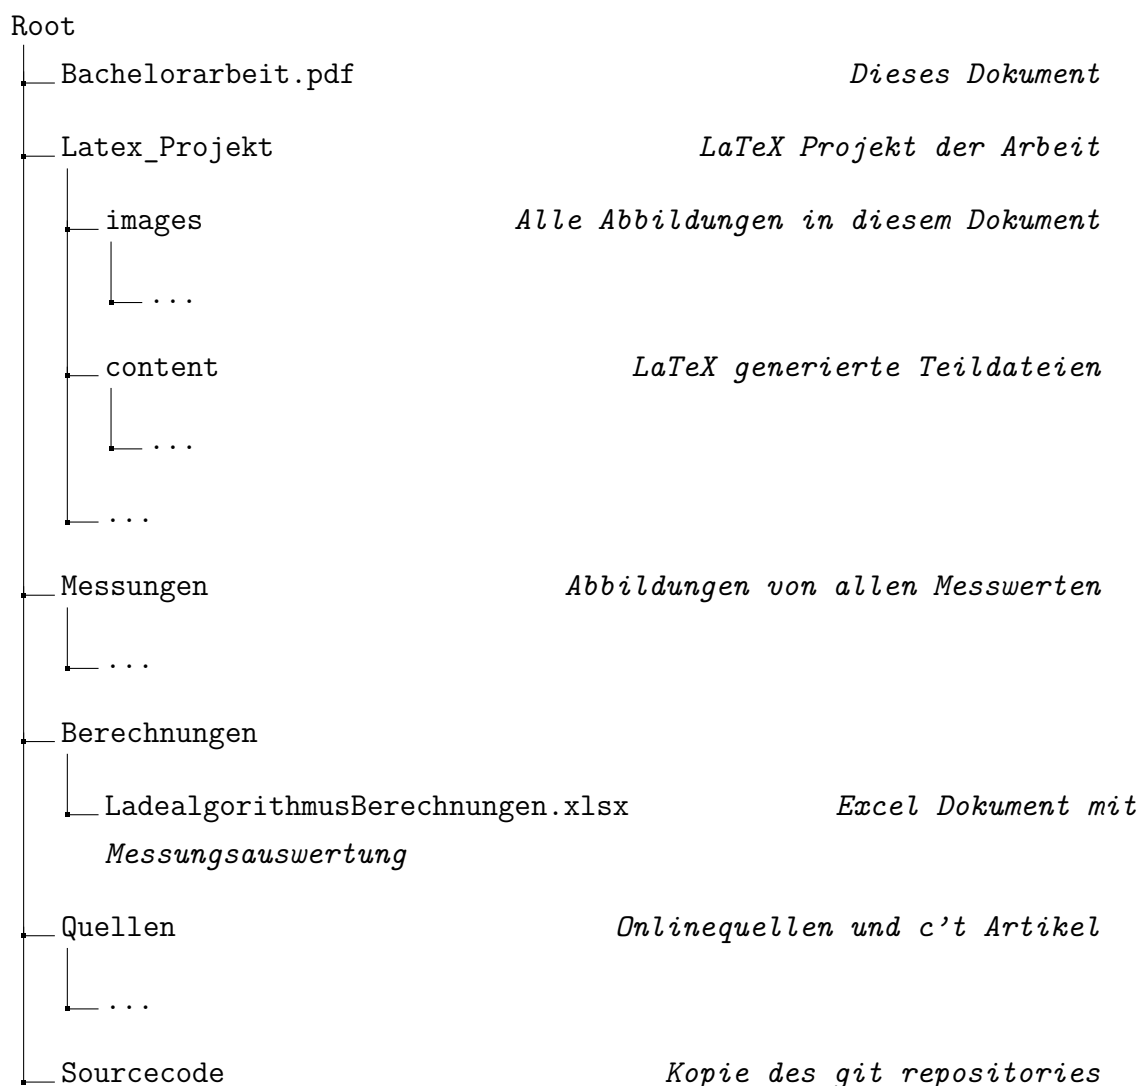 Root
Bachelorarbeit.pdf Dieses Dokument
Latex_Projekt LaTeX Projekt der Arbeit
images Alle Abbildungen in diesem Dokument
...
content LaTeX generierte Teildateien
...
...
Messungen Abbildungen von allen Messwerten
...
Berechnungen
LadealgorithmusBerechnungen.xlsx Excel Dokument mit
Messungsauswertung
Quellen Onlinequellen und c't Artikel
...
Sourcecode Kopie des git repositories